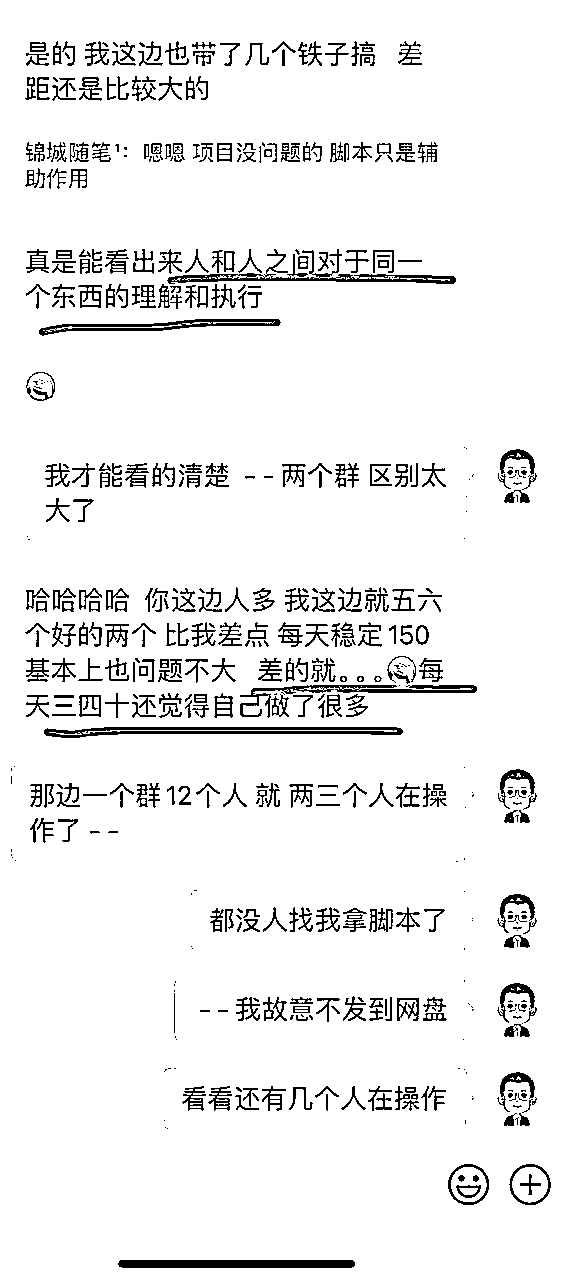 是的 我这边也带了几个铁子搞 差
距还是比较大的
锦城随笔¹：嗯嗯 项目没问题的 脚本只是辅
助作用
真是能看出来人和人之间对于同一
个东西的理解和执行
我才能看的清楚 --两个群 区别太
大了
哈哈哈哈 你这边人多 我这边就五六
个好的两个 比我差点 每天稳定150
基本上也问题不大 差的就。。。每
天三四十还觉得自己做了很多
那边一个群12个人 就 两三个人在操
作了 --
都没人找我拿脚本了
--我故意不发到网盘
看看还有几个人在操作